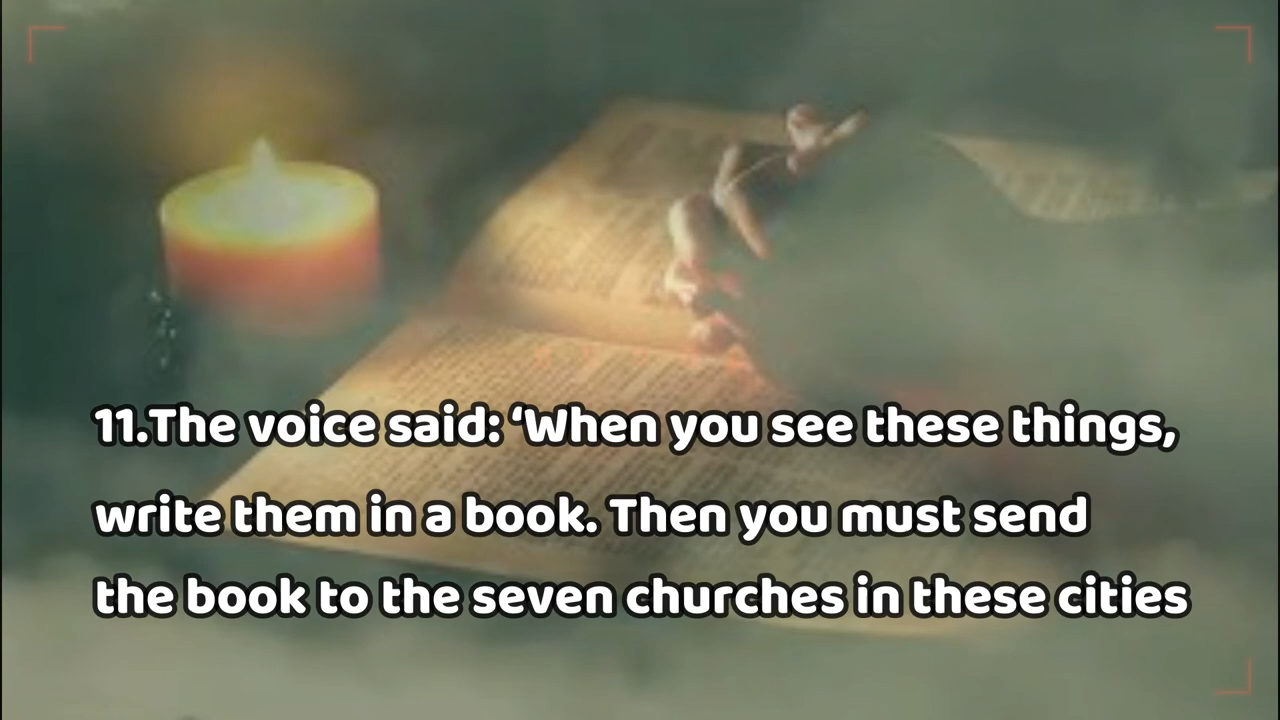 11.The voice said: ‘When you see these things,
write them in a book. Then you must send
the book to the seven churches in these cities